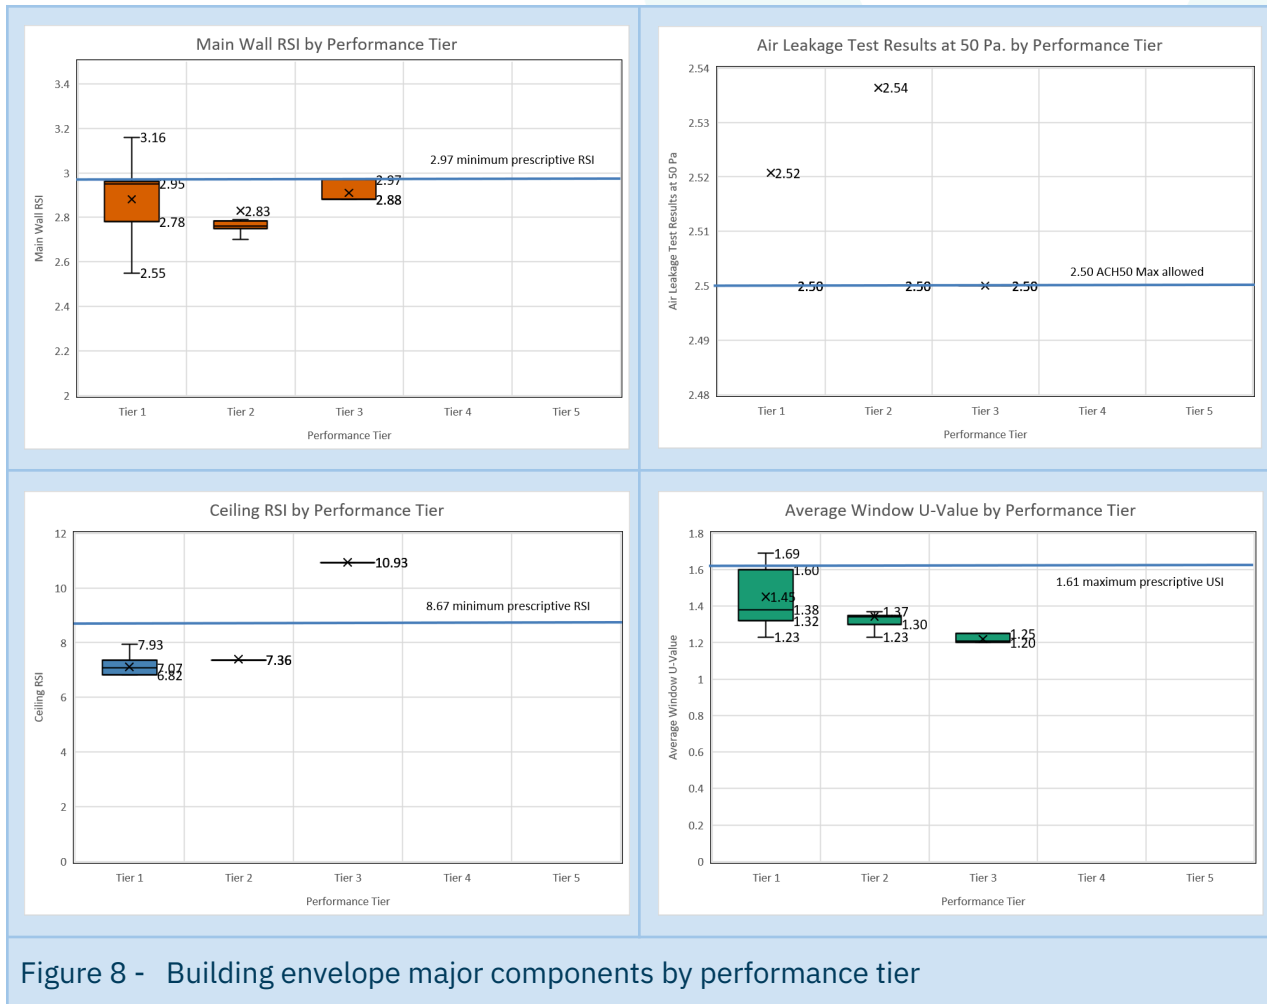 Main Wall RSI by Performance Tier
3.4
3.2
3
2.8
2.6
2.4
2.2
2
Main Wall RSI
3.16
2.95
2.78
2.55
2.83
2.97
2.88
2.97 minimum prescriptive RSI
Tier 1 Tier 2 Tier 3 Tier 4 Tier 5
Performance Tier
Air Leakage Test Results at 50 Pa. by Performance Tier
2.54
2.53
2.52
2.51
2.5
2.49
2.48
Air Leakage Test Results at 50 Pa
2.52
2.54
2.50 2.50 2.50
2.50 ACH50 Max allowed
Tier 1 Tier 2 Tier 3 Tier 4 Tier 5
Performance Tier
Ceiling RSI by Performance Tier
12
10
8
6
4
2
0
Ceiling RSI
7.93
7.07
6.82
7.36
10.93
8.67 minimum prescriptive RSI
Tier 1 Tier 2 Tier 3 Tier 4 Tier 5
Performance Tier
Average Window U-Value by Performance Tier
1.8
1.6
1.4
1.2
1
0.8
0.6
0.4
0.2
0
Average Window U-Value
1.69
1.60
1.45
1.38
1.32
1.23
1.37
1.30
1.23
1.25
1.20
1.61 maximum prescriptive USI
Tier 1 Tier 2 Tier 3 Tier 4 Tier 5
Performance Tier
Figure 8 - Building envelope major components by performance tier